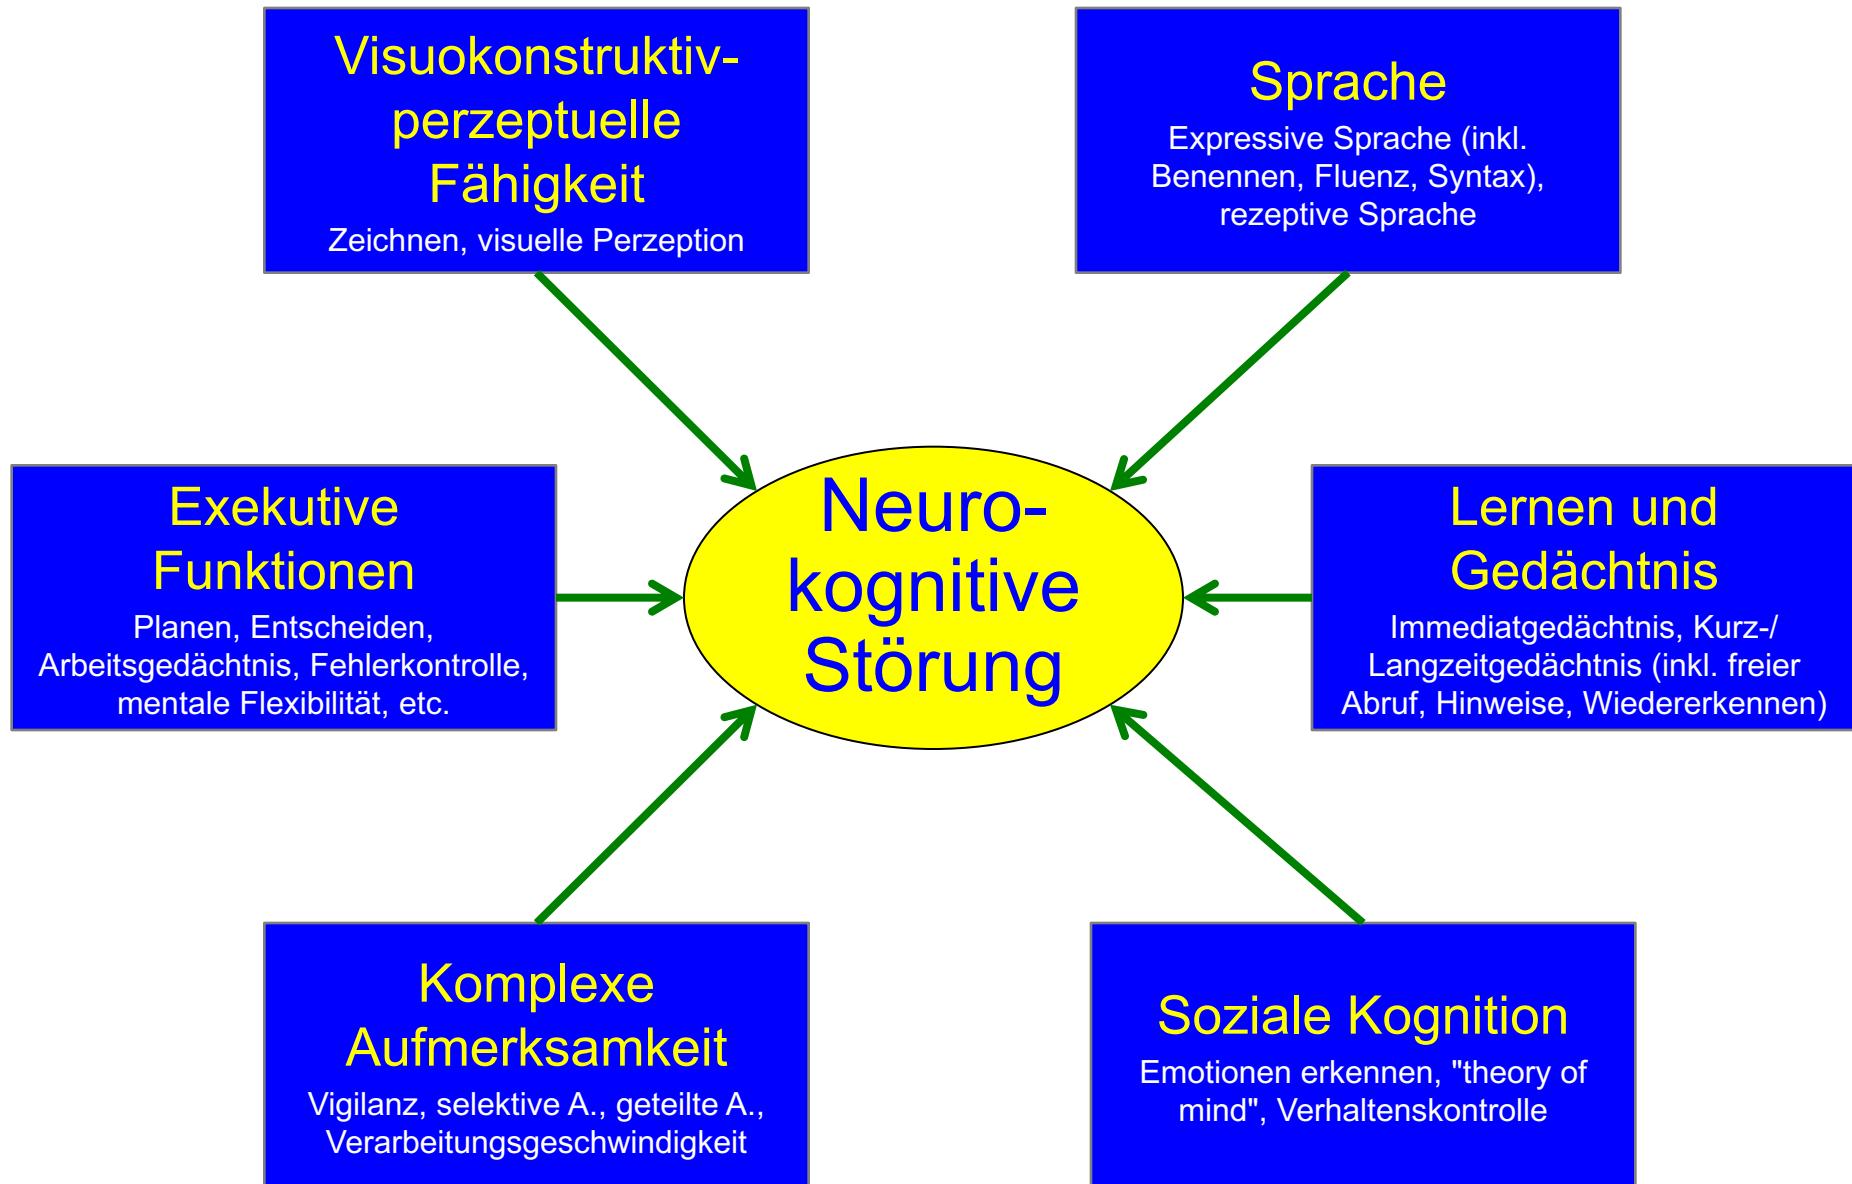 Visuokonstruktiv-
perzeptuelle
Fähigkeit
Zeichnen, visuelle Perzeption
Sprache
Expressive Sprache (inkl.
Benennen, Fluenz, Syntax),
rezeptive Sprache
Exekutive
Funktionen
Planen, Entscheiden,
Arbeitsgedächtnis, Fehlerkontrolle,
mentale Flexibilität, etc.
Neuro-
kognitive
Störung
Lernen und
Gedächtnis
Immediatgedächtnis, Kurz-/
Langzeitgedächtnis (inkl. freier
Abruf, Hinweise, Wiedererkennen)
Komplexe
Aufmerksamkeit
Vigilanz, selektive A., geteilte A.,
Verarbeitungsgeschwindigkeit
Soziale Kognition
Emotionen erkennen, "theory of
mind", Verhaltenskontrolle